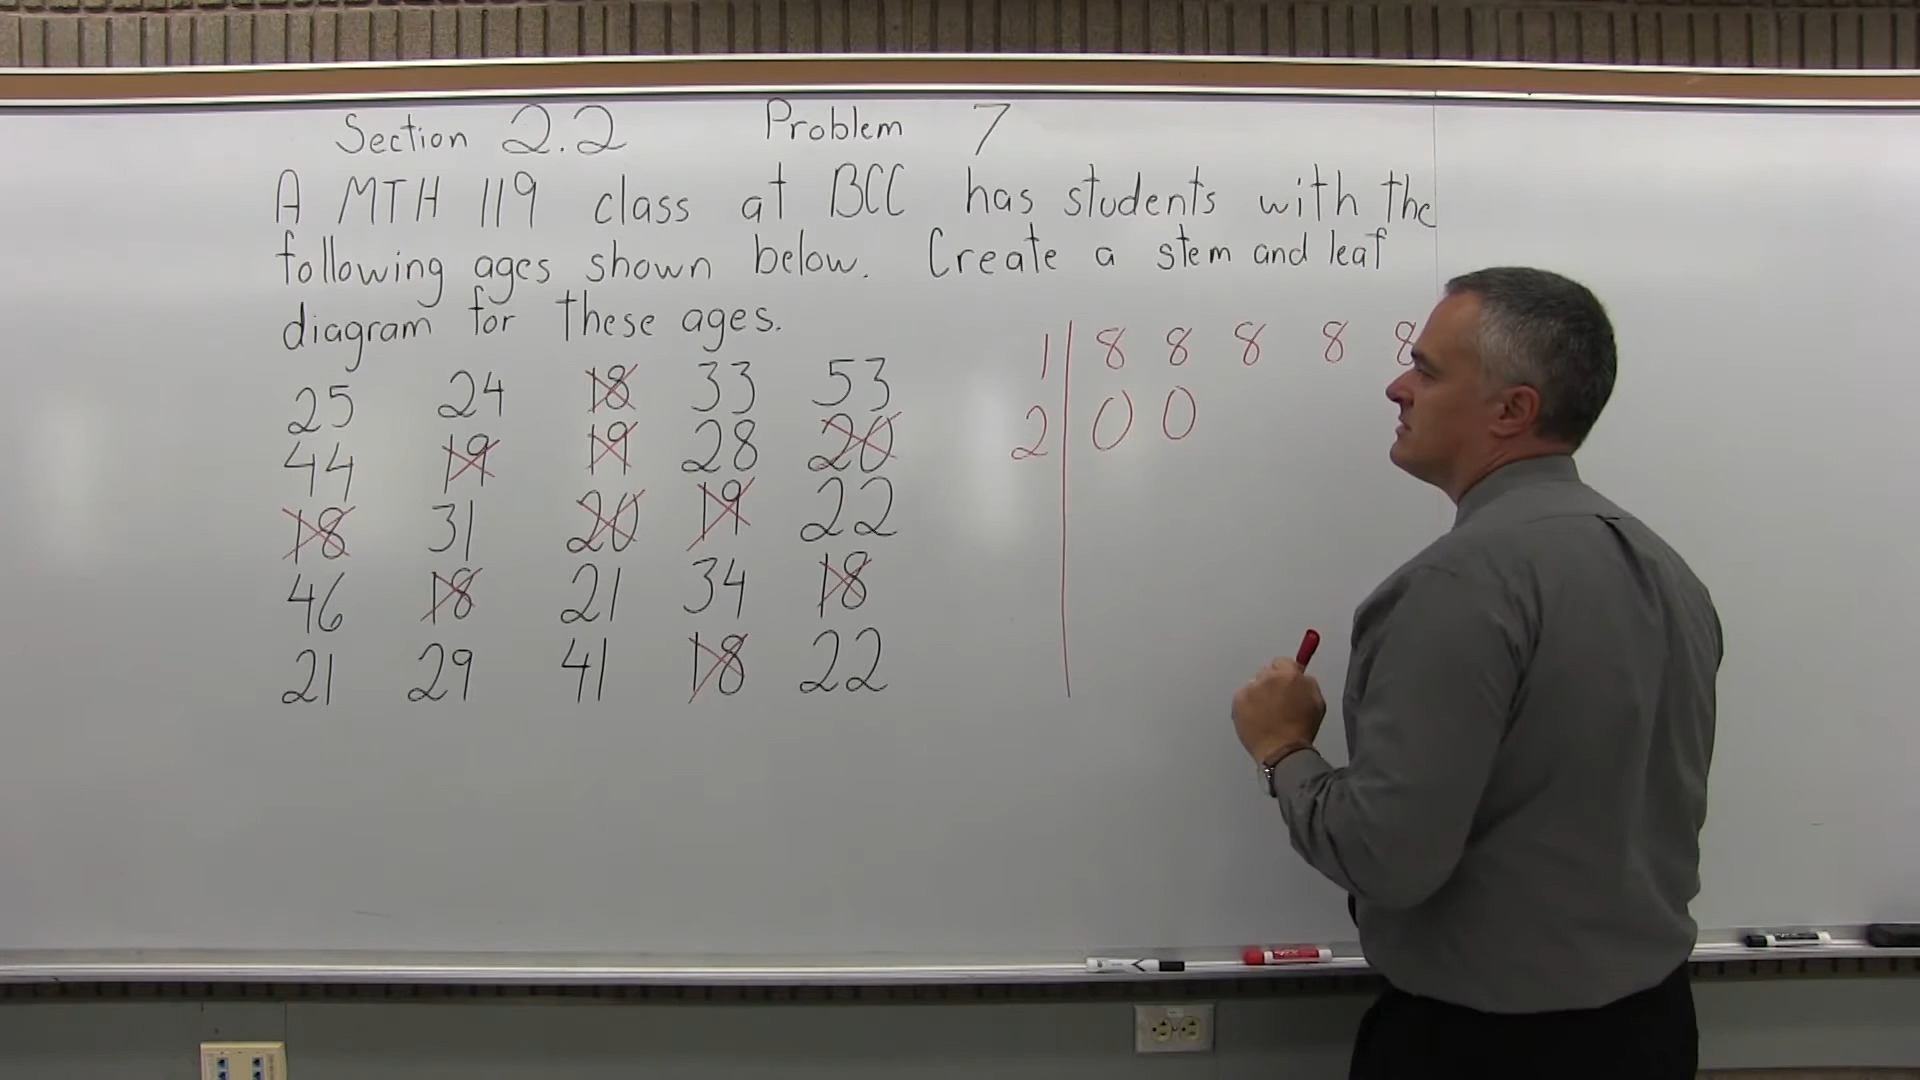 Section 2.2 Problem 7
A MTH 119 class at BCC has students with the
following ages shown below. Create a stem and leaf
diagram for these ages.
25 24 18 33 53
44 19 19 28 20
18 31 20 19 22
46 18 21 34 18
21 29 41 18 22
1 8 8 8 8 8
2 0 0